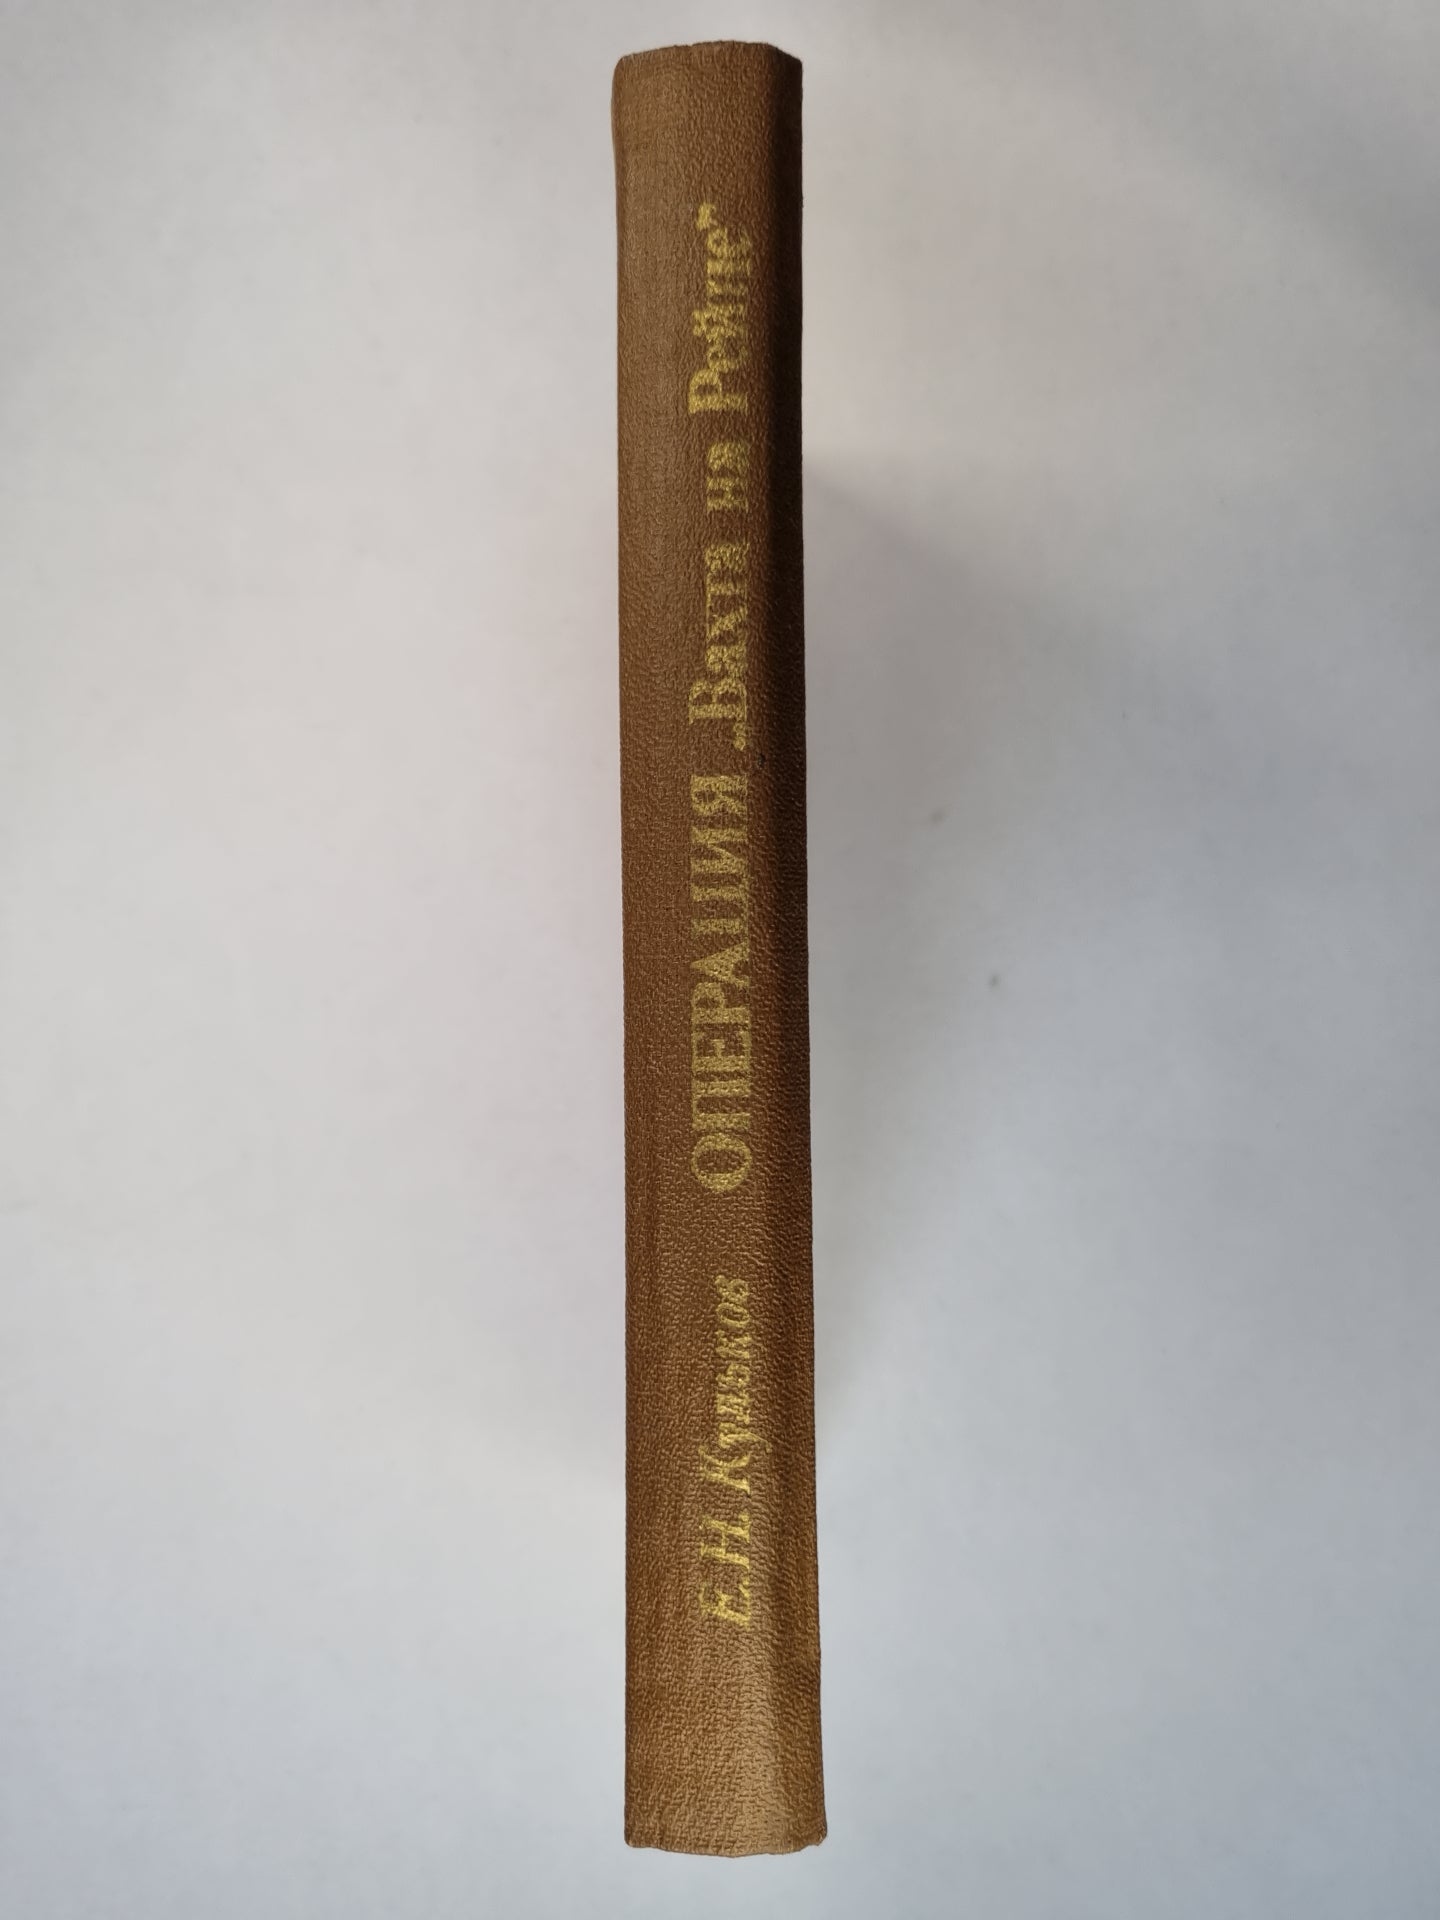 Е. Н. Кульков ОПЕРАЦИЯ „Вахта на Рейне“